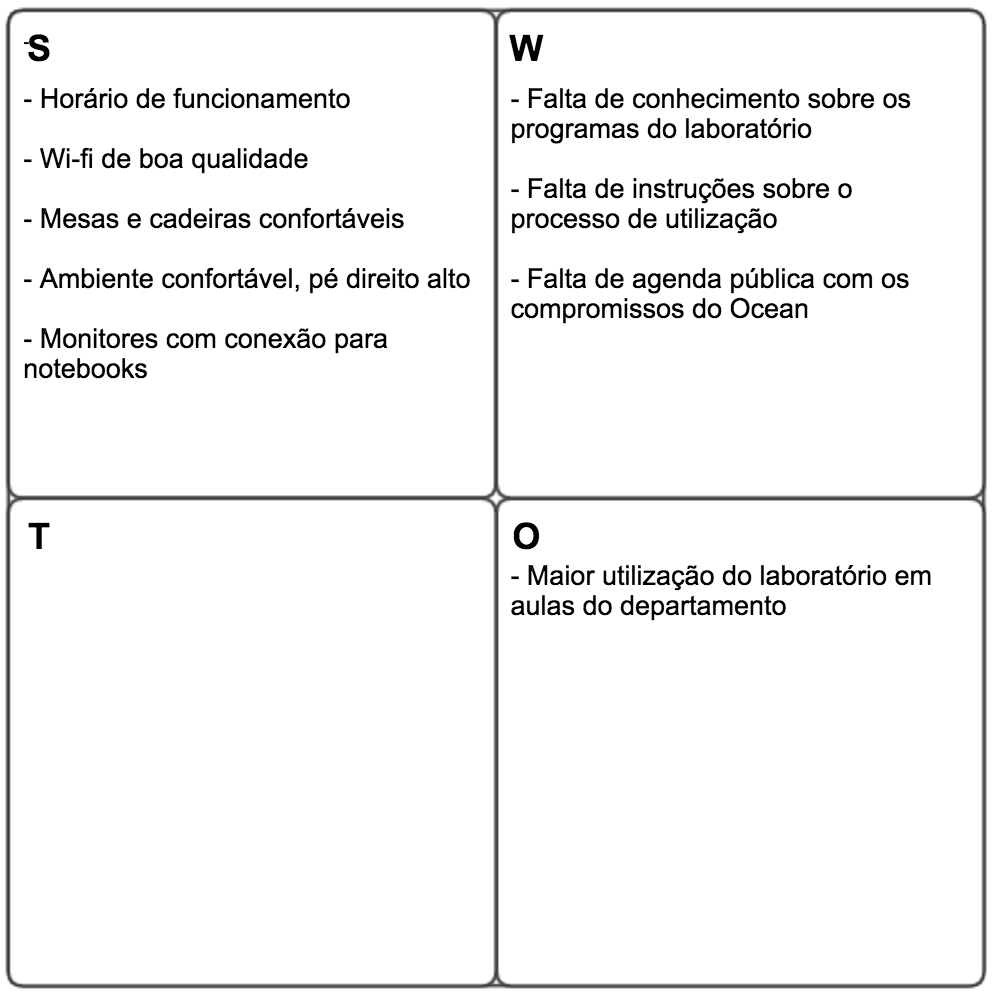 S
- Horário de funcionamento
- Wi-fi de boa qualidade
- Mesas e cadeiras confortáveis
- Ambiente confortável, pé direito alto
- Monitores com conexão para
notebooks
W
- Falta de conhecimento sobre os
programas do laboratório
- Falta de instruções sobre o
processo de utilização
- Falta de agenda pública com os
compromissos do Ocean
T
O
- Maior utilização do laboratório em
aulas do departamento